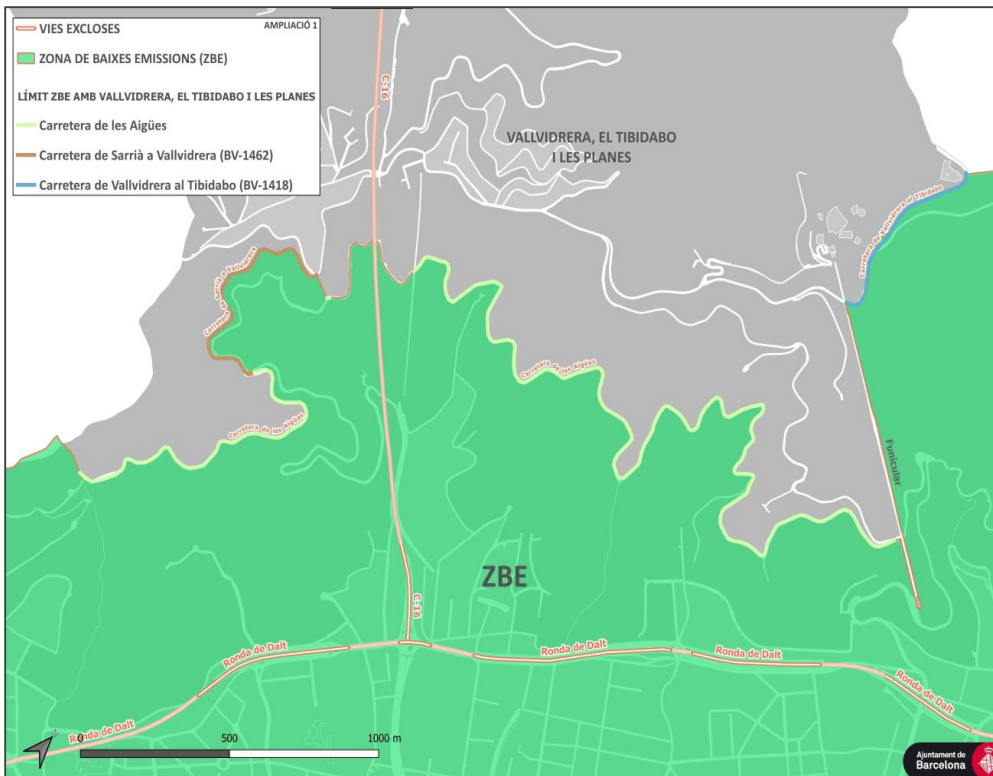 VIES EXCLOSES
AMPLIACIÓ 1
ZONA DE BAIXES EMISSIONS (ZBE)
LÍMIT ZBE AMB VALLVIDRERA, EL TIBIDABO I LES PLANES
Carretera de les Aigües
Carretera de Sarrià a Vallvidrera (BV-1462)
Carretera de Vallvidrera al Tibidabo (BV-1418)
C-16
VALLVIDRERA, EL TIBIDABO
I LES PLANES
Carretera de Vallvidrera al Tibidabo
Carretera de Sarrià a Vallvidrera
Carretera de les Aigües
Carretera de les Aigües
Funicular
ZBE
C-16
Ronda de Dalt
Ronda de Dalt
Ronda de Dalt
Ronda de Dalt
Ronda de Dalt
0 500 1000 m
Ajuntament de
Barcelona